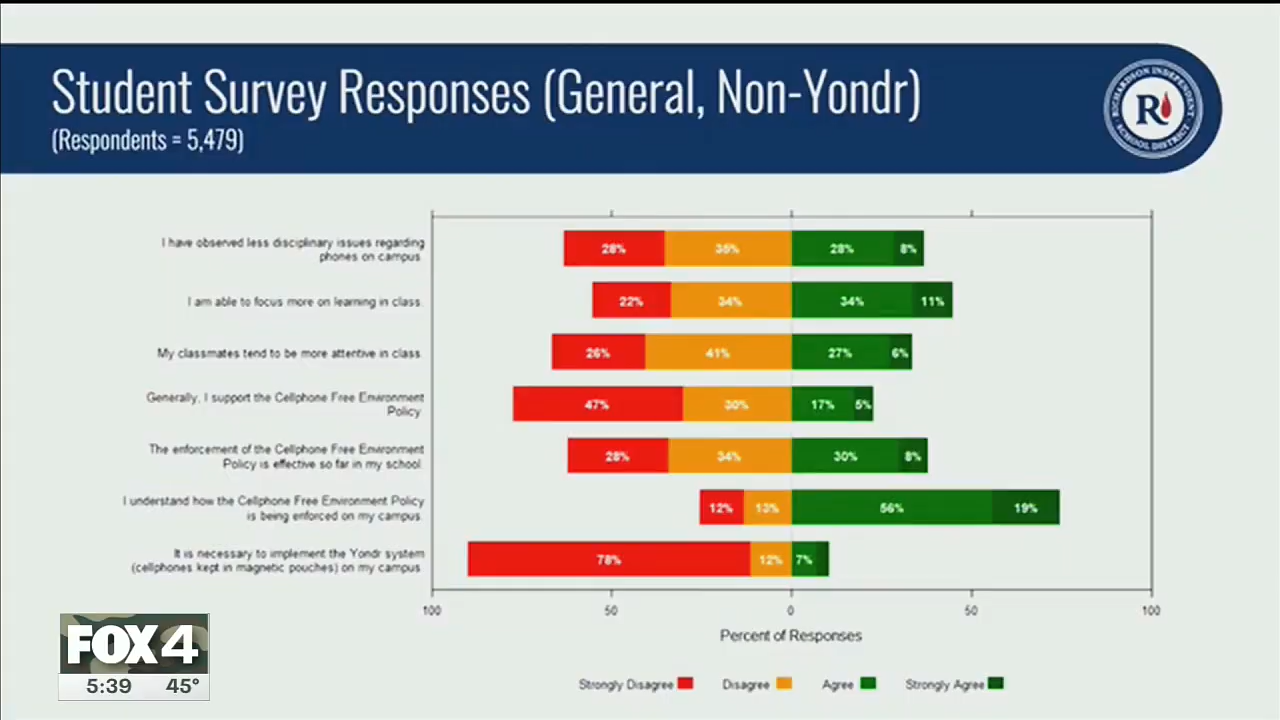 Student Survey Responses (General, Non-Yondr)
(Respondents = 5,479)
RICHARDSON INDEPENDENT
R
SCHOOL DISTRICT
I have observed less disciplinary issues regarding
phones on campus.
28% 35% 28% 8%
I am able to focus more on learning in class.
22% 34% 34% 11%
My classmates tend to be more attentive in class.
26% 41% 27% 6%
Generally, I support the Cellphone Free Environment
Policy.
47% 30% 17% 5%
The enforcement of the Cellphone Free Environment
Policy is effective so far in my school.
28% 34% 30% 8%
I understand how the Cellphone Free Environment Policy
is being enforced on my campus.
12% 13% 56% 19%
It is necessary to implement the Yondr system
(cellphones kept in magnetic pouches) on my campus.
78% 12% 7%
100 50 0 50 100
Percent of Responses
Strongly Disagree Disagree Agree Strongly Agree
FOX 4
5:39 45°